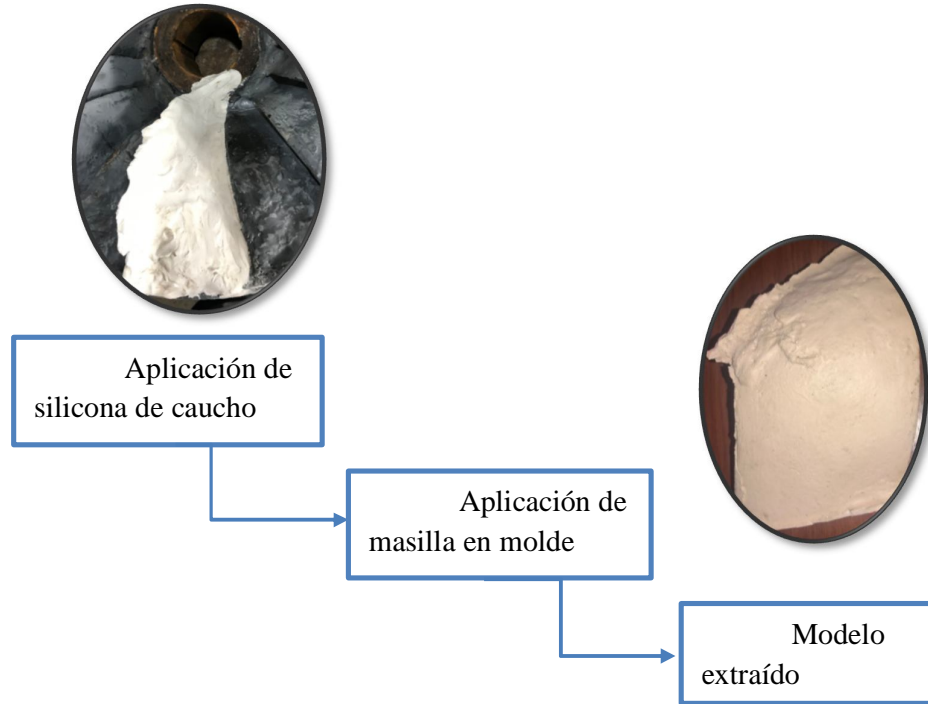 Aplicación de
silicona de caucho
Aplicación de
masilla en molde
Modelo
extraído